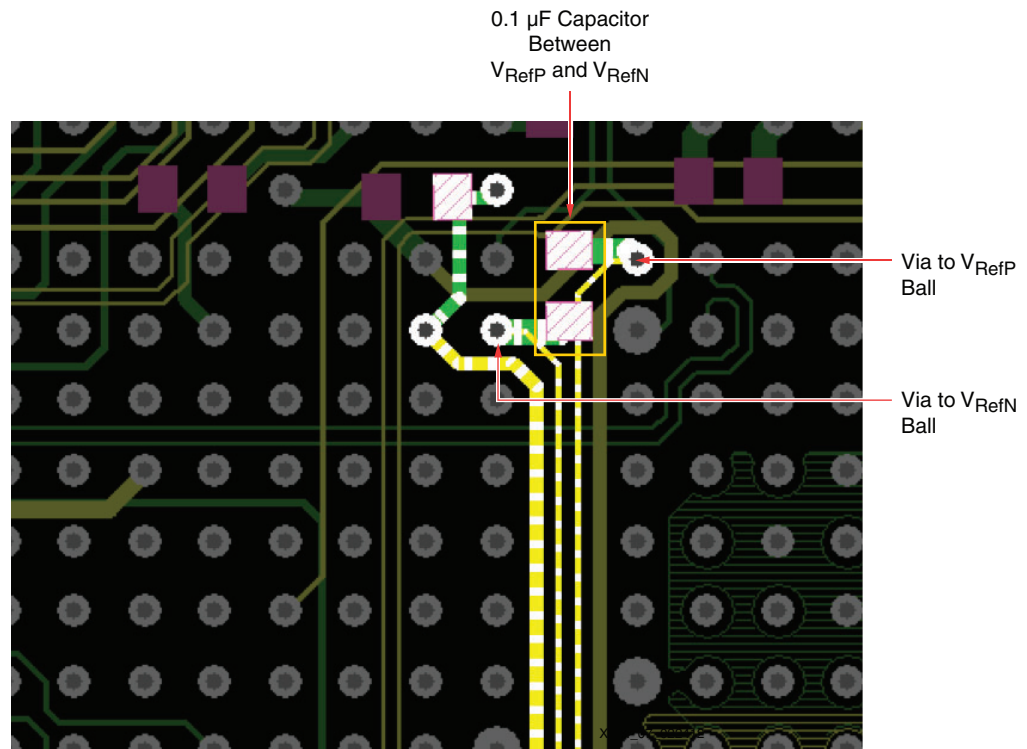 0.1 µF Capacitor
Between
VRefP and VRefN
Via to VRefP
Ball
Via to VRefN
Ball